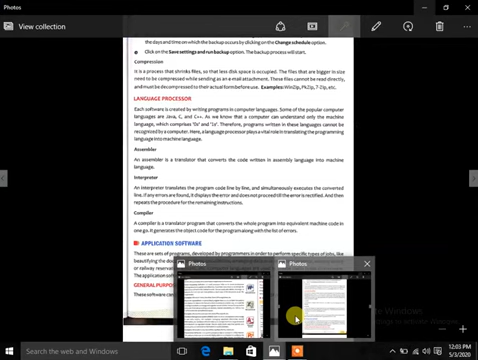 Photos
View collection
the days and time on which the backup occurs by clicking on the Change schedule option.
Click on the Save settings and run backup option. The backup process will start.
Compression
It is a process that shrinks files, so that less disk space is occupied. The files that are bigger in size
need to be compressed while sending as an e-mail attachment. These files cannot be read directly,
and must be decompressed to their actual form before use. Examples: WinZip, PkZip, 7-Zip, etc.
LANGUAGE PROCESSOR
Each software is created by writing programs in computer languages. Some of the popular computer
languages are Java, C, and C++. As we know that a computer can understand only the machine
language, which comprises '0s' and '1s'. Therefore, programs written in these languages cannot be
recognised by a computer. Here, a language processor plays a vital role in translating the programming
language into machine language.
Assembler
An assembler is a translator that converts the code written in assembly language into machine
language.
Interpreter
An interpreter translates the program code line by line, and simultaneously executes the converted
line. If any errors are found, it displays the error and does not proceed till the error is rectified. And then
repeats the procedure for the remaining instructions.
Compiler
A compiler is a translator program that converts the whole program into equivalent machine code in
one go. It generates the object code for the program along with the list of errors.
APPLICATION SOFTWARE
These are sets of programs, developed by programmers in order to perform specific types of jobs, like
beautifying the
or railway reserva
The application sof
GENERAL PURPO
These software can
Photos
Photos
Search the web and Windows
12:03 PM
5/3/2020